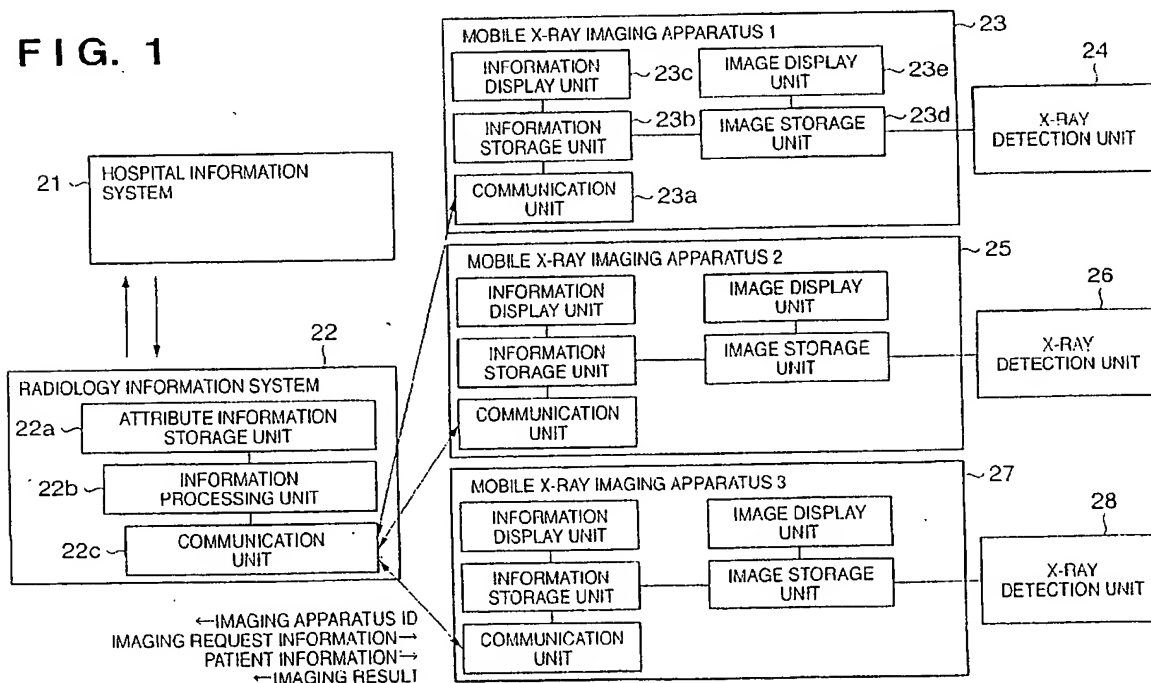 FIG. 1
21
HOSPITAL INFORMATION
SYSTEM
22
RADIOLOGY INFORMATION SYSTEM
22a
ATTRIBUTE INFORMATION
STORAGE UNIT
22b
INFORMATION
PROCESSING UNIT
22c
COMMUNICATION
UNIT
←IMAGING APPARATUS ID
IMAGING REQUEST INFORMATION→
PATIENT INFORMATION→
←IMAGING RESULT
MOBILE X-RAY IMAGING APPARATUS 1
23
INFORMATION
DISPLAY UNIT
23c
IMAGE DISPLAY
UNIT
23e
INFORMATION
STORAGE UNIT
23b
IMAGE STORAGE
UNIT
23d
COMMUNICATION
UNIT
23a
24
X-RAY
DETECTION UNIT
MOBILE X-RAY IMAGING APPARATUS 2
25
INFORMATION
DISPLAY UNIT
IMAGE DISPLAY
UNIT
INFORMATION
STORAGE UNIT
IMAGE STORAGE
UNIT
COMMUNICATION
UNIT
26
X-RAY
DETECTION UNIT
MOBILE X-RAY IMAGING APPARATUS 3
27
INFORMATION
DISPLAY UNIT
IMAGE DISPLAY
UNIT
INFORMATION
STORAGE UNIT
IMAGE STORAGE
UNIT
COMMUNICATION
UNIT
28
X-RAY
DETECTION UNIT